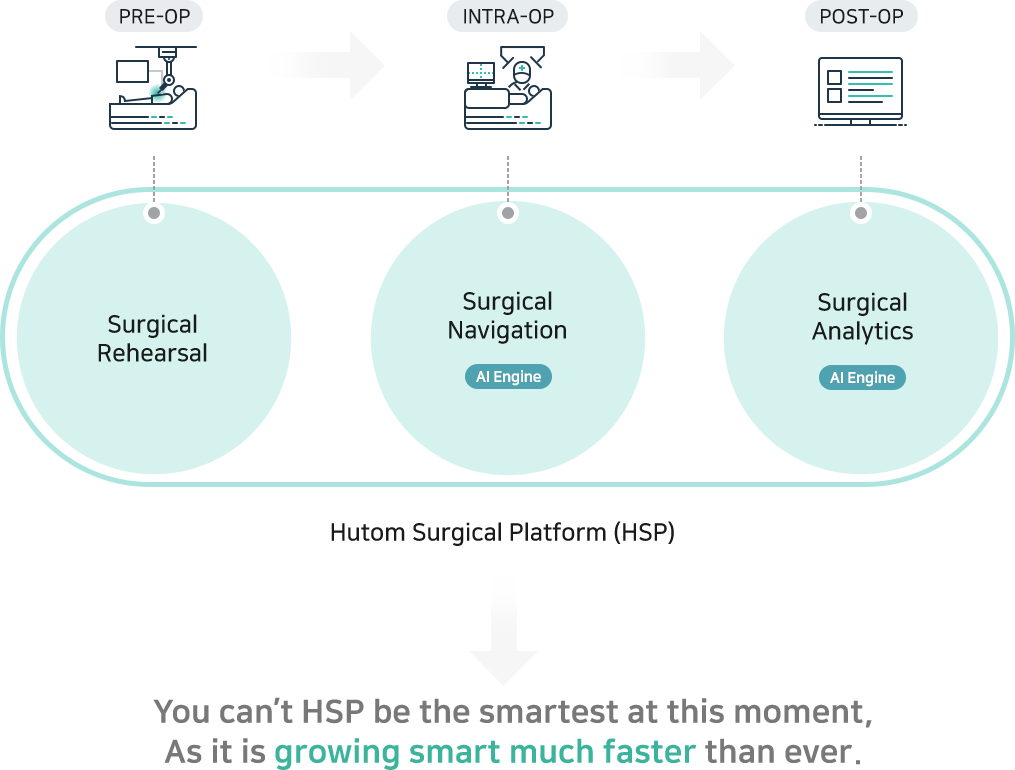 PRE-OP
INTRA-OP
POST-OP
Surgical
Rehearsal
Surgical
Navigation
AI Engine
Surgical
Analytics
AI Engine
Hutom Surgical Platform (HSP)
You can't HSP be the smartest at this moment,
As it is growing smart much faster than ever.